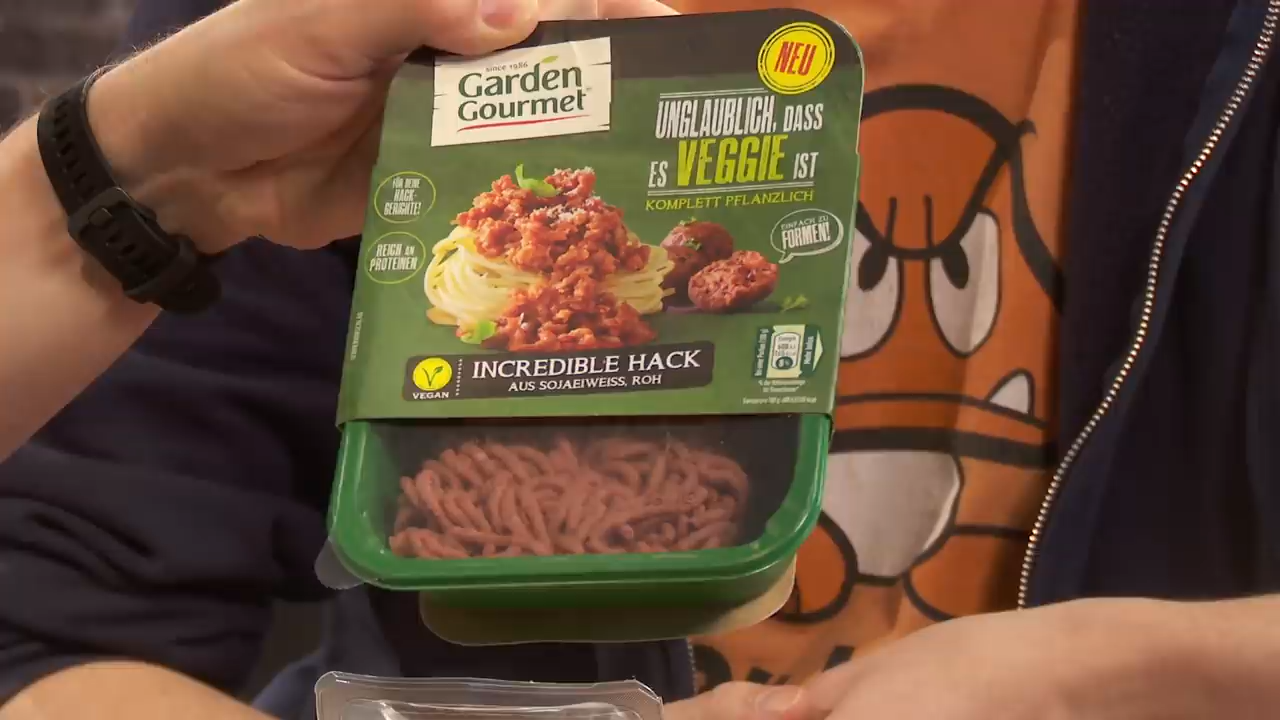 since 1986
Garden
Gourmet
NEU
UNGLAUBLICH, DASS
ES VEGGIE IST
KOMPLETT PFLANZLICH
FÜR DEINE
HACK-
GERICHTE!
REICH AN
PROTEINEN
EINFACH ZU
FORMEN!
VEGAN
INCREDIBLE HACK
AUS SOJAEIWEISS, ROH